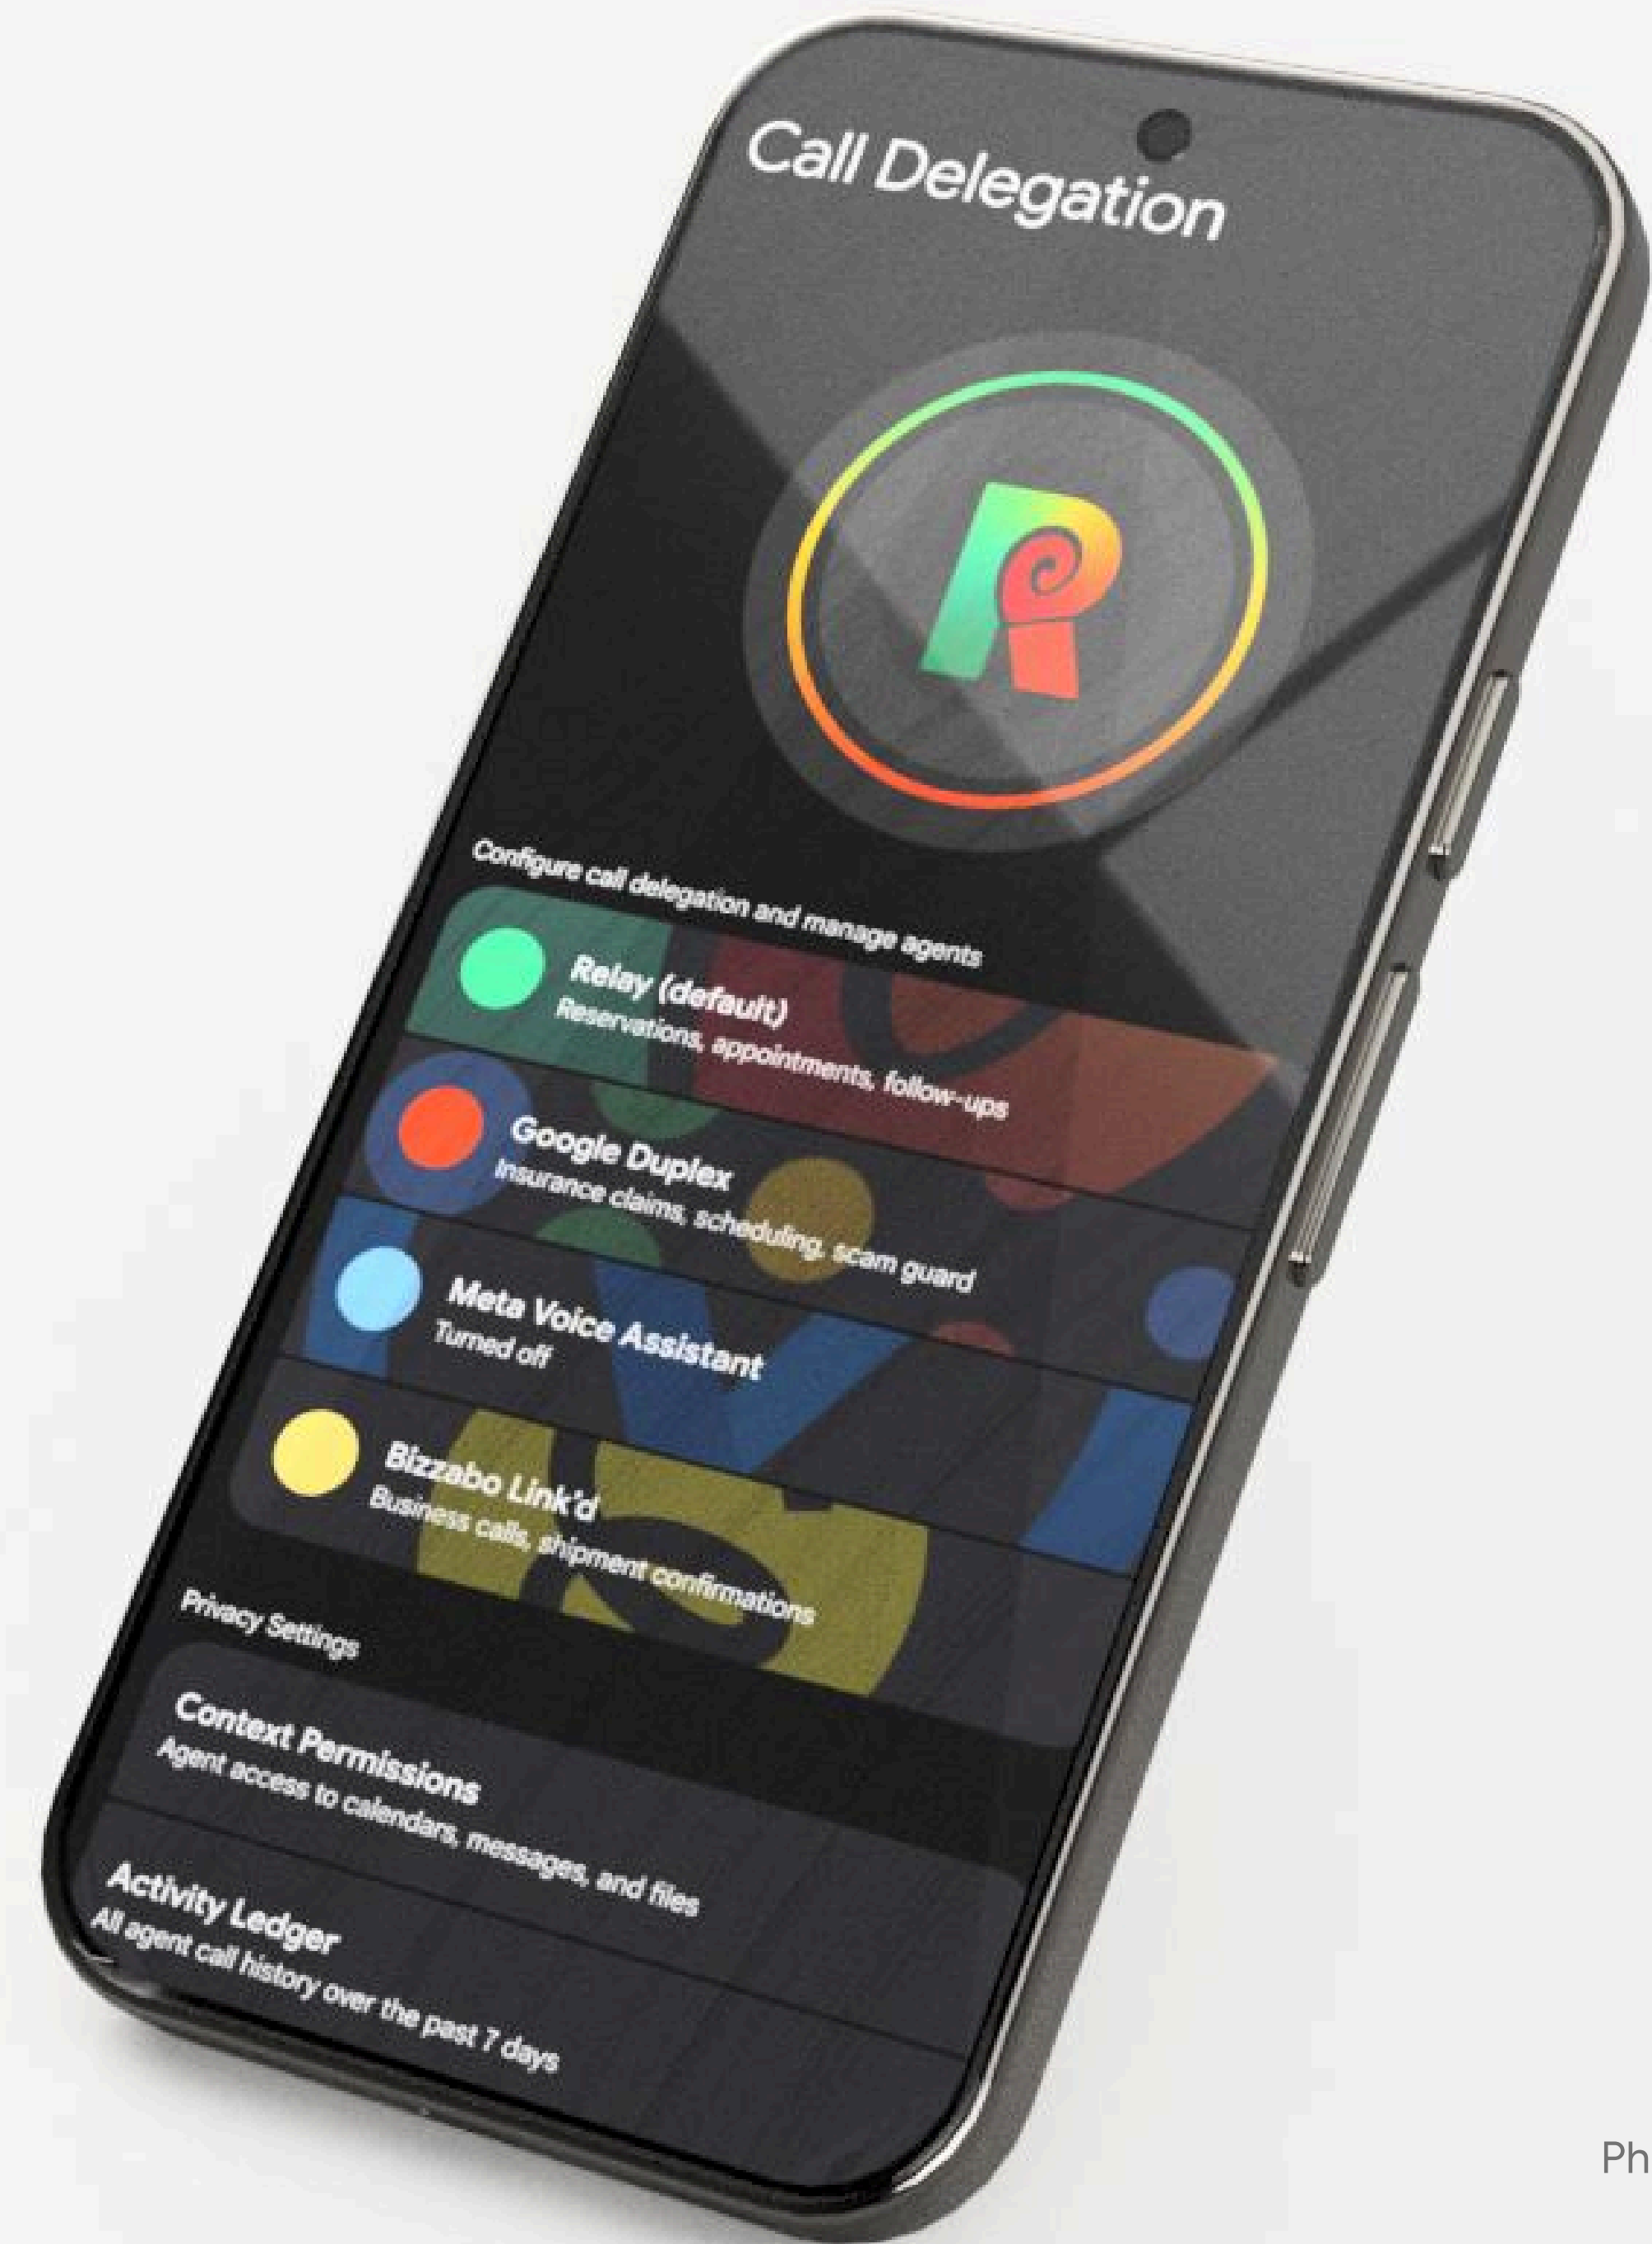 Call Delegation
R
Configure call delegation and manage agents
Relay (default)
Reservations, appointments, follow-ups
Google Duplex
Insurance claims, scheduling, scam guard
Meta Voice Assistant
Turned off
Bizzabo Link'd
Business calls, shipment confirmations
Privacy Settings
Context Permissions
Agent access to calendars, messages, and files
Activity Ledger
All agent call history over the past 7 days
Ph